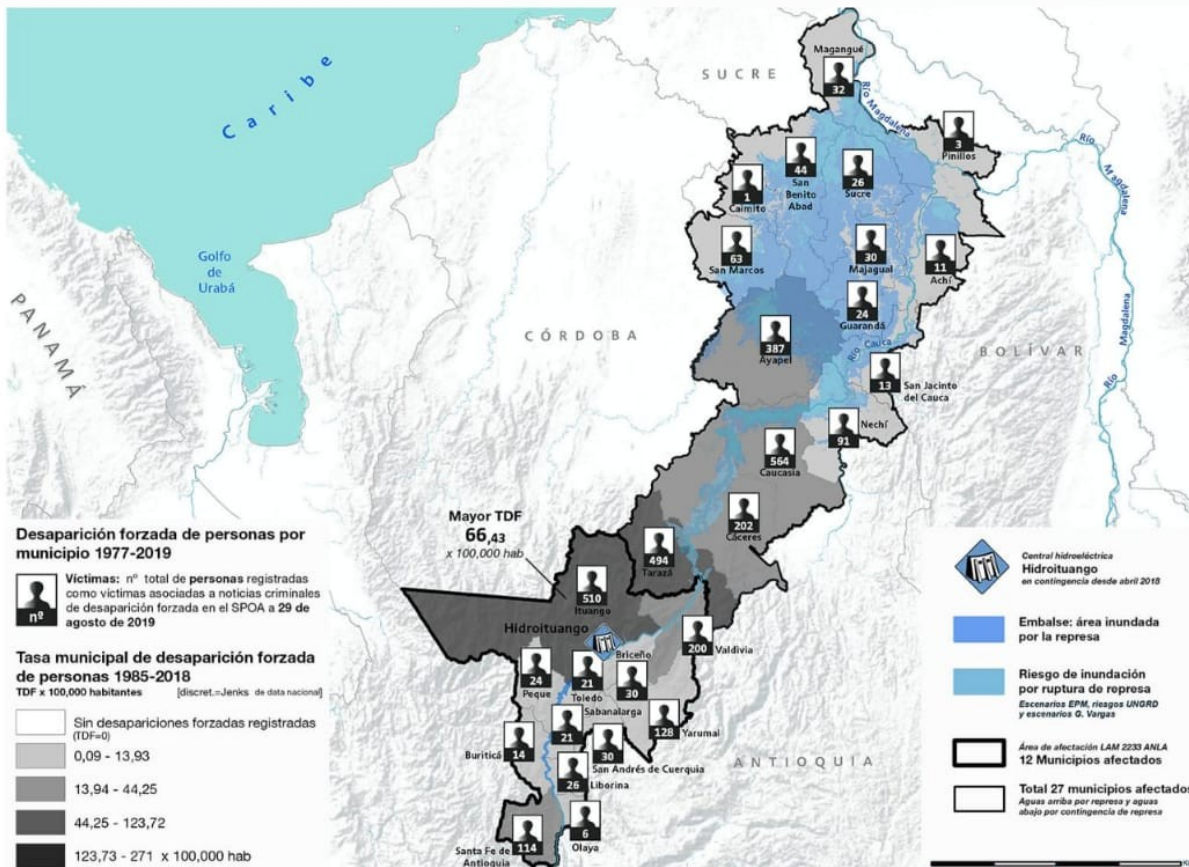 Caribe
SUCRE
Magangué
32
Río Magdalena
3
Pinillos
Río Magdalena
44
San
Benito
Abad
26
Sucre
1
Caimito
63
San Marcos
30
Majagual
11
Achí
Golfo
de
Urabá
PANAMÁ
CÓRDOBA
24
Guarandá
387
Ayapel
Río Cauca
BOLÍVAR
Río Magdalena
13
San Jacinto
del Cauca
Nechí
91
564
Caucasia
202
Cáceres
Mayor TDF
66,43
x 100,000 hab
494
Tarazá
510
Ituango
Hidroituango
Briceño
200
Valdivia
24
Peque
21
Toledo
30
Sabanalarga
21
128
Yarumal
Buriticá
14
30
San Andrés de Cuerquia
26
Liborina
ANTIOQUIA
6
Olaya
114
Santa Fe de
Antioquia
Desaparición forzada de personas por
municipio 1977-2019
nº
Víctimas: nº total de personas registradas
como víctimas asociadas a noticias criminales
de desaparición forzada en el SPOA a 29 de
agosto de 2019
Tasa municipal de desaparición forzada
de personas 1985-2018
TDF x 100,000 habitantes [discret.=Jenks de data nacional]
Sin desapariciones forzadas registradas
(TDF=0)
0,09 - 13,93
13,94 - 44,25
44,25 - 123,72
123,73 - 271 x 100,000 hab
Central hidroeléctrica
Hidroituango
en contingencia desde abril 2018
Embalse: área inundada
por la represa
Riesgo de inundación
por ruptura de represa
Escenarios EPM, riesgos UNGRD
y escenarios G. Vargas
Área de afectación LAM 2233 ANLA
12 Municipios afectados
Total 27 municipios afectados
Aguas arriba por represa y aguas
abajo por contingencia de represa